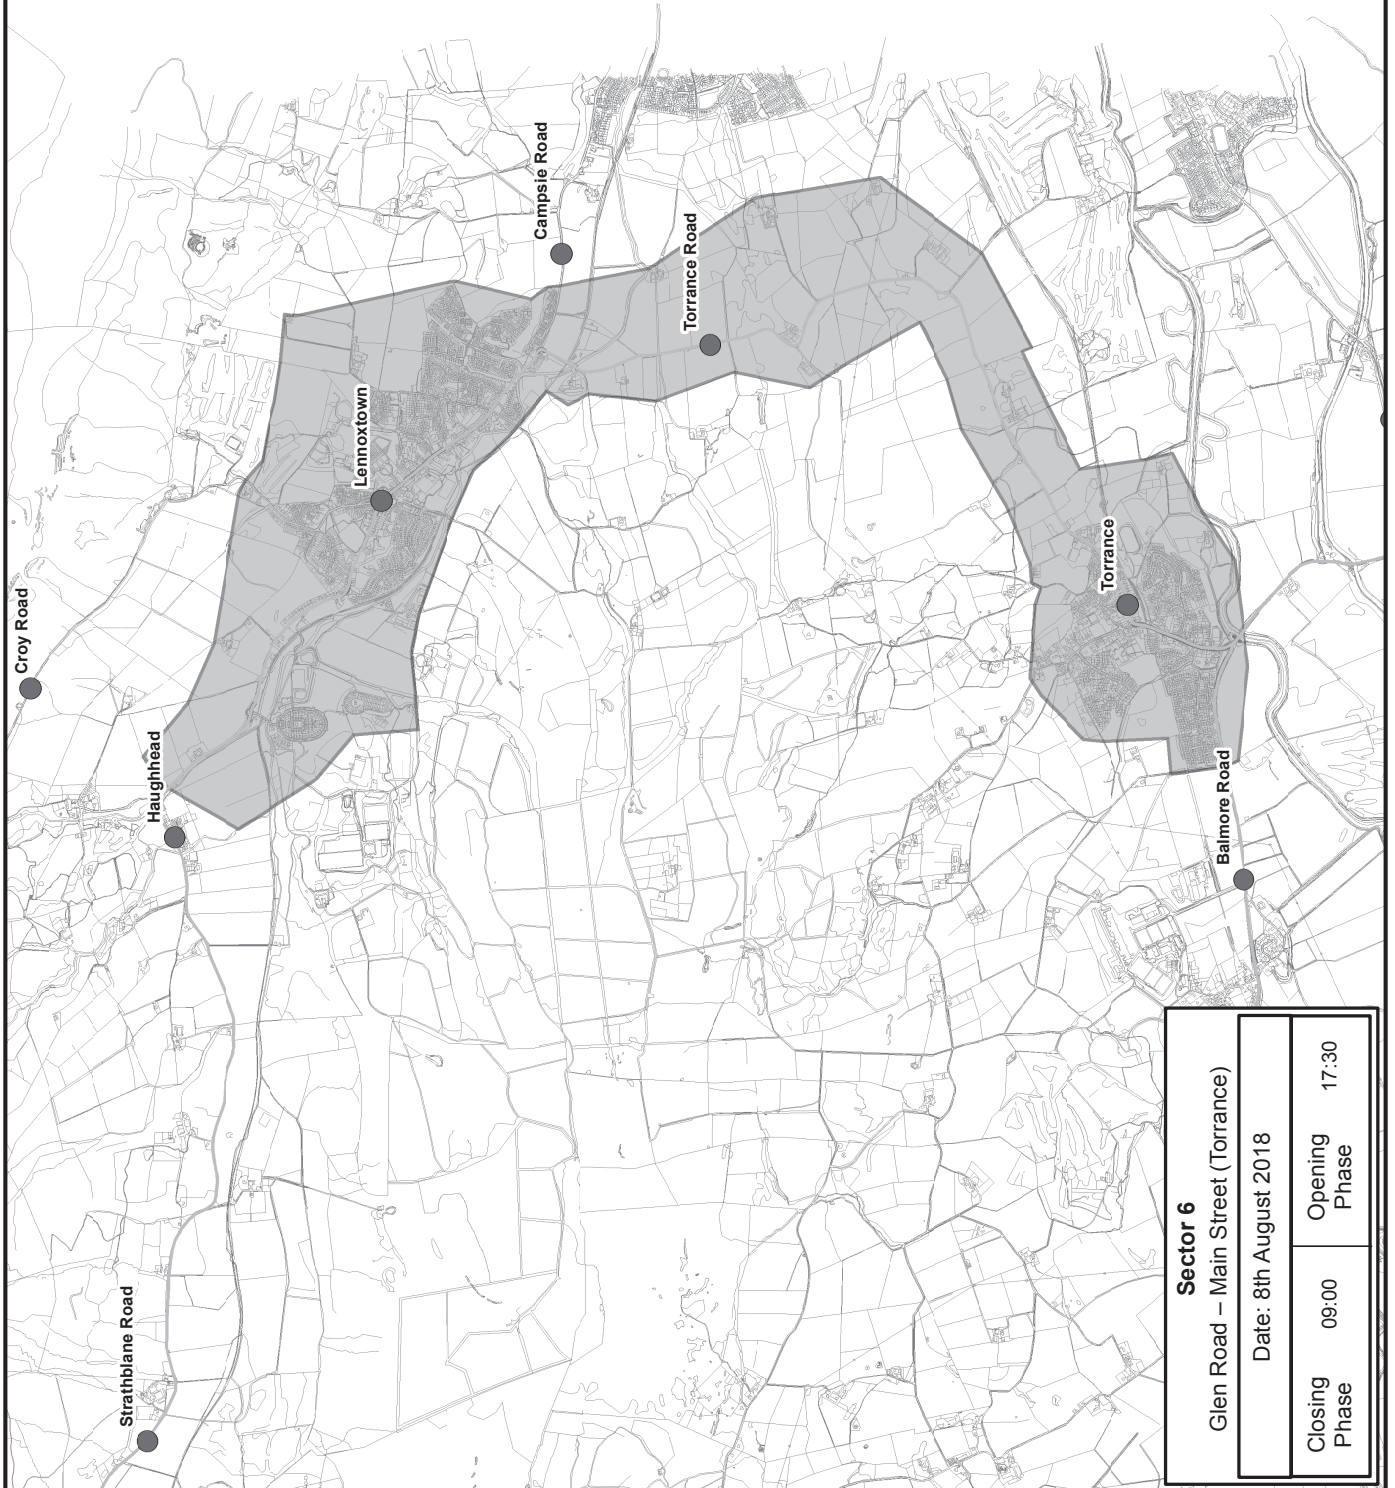 Croy Road
Haughhead
Strathblane Road
Lennoxtown
Campsie Road
Torrance Road
Torrance
Balmore Road
Sector 6
Glen Road – Main Street (Torrance)
Date: 8th August 2018
Closing Phase
09:00
Opening Phase
17:30